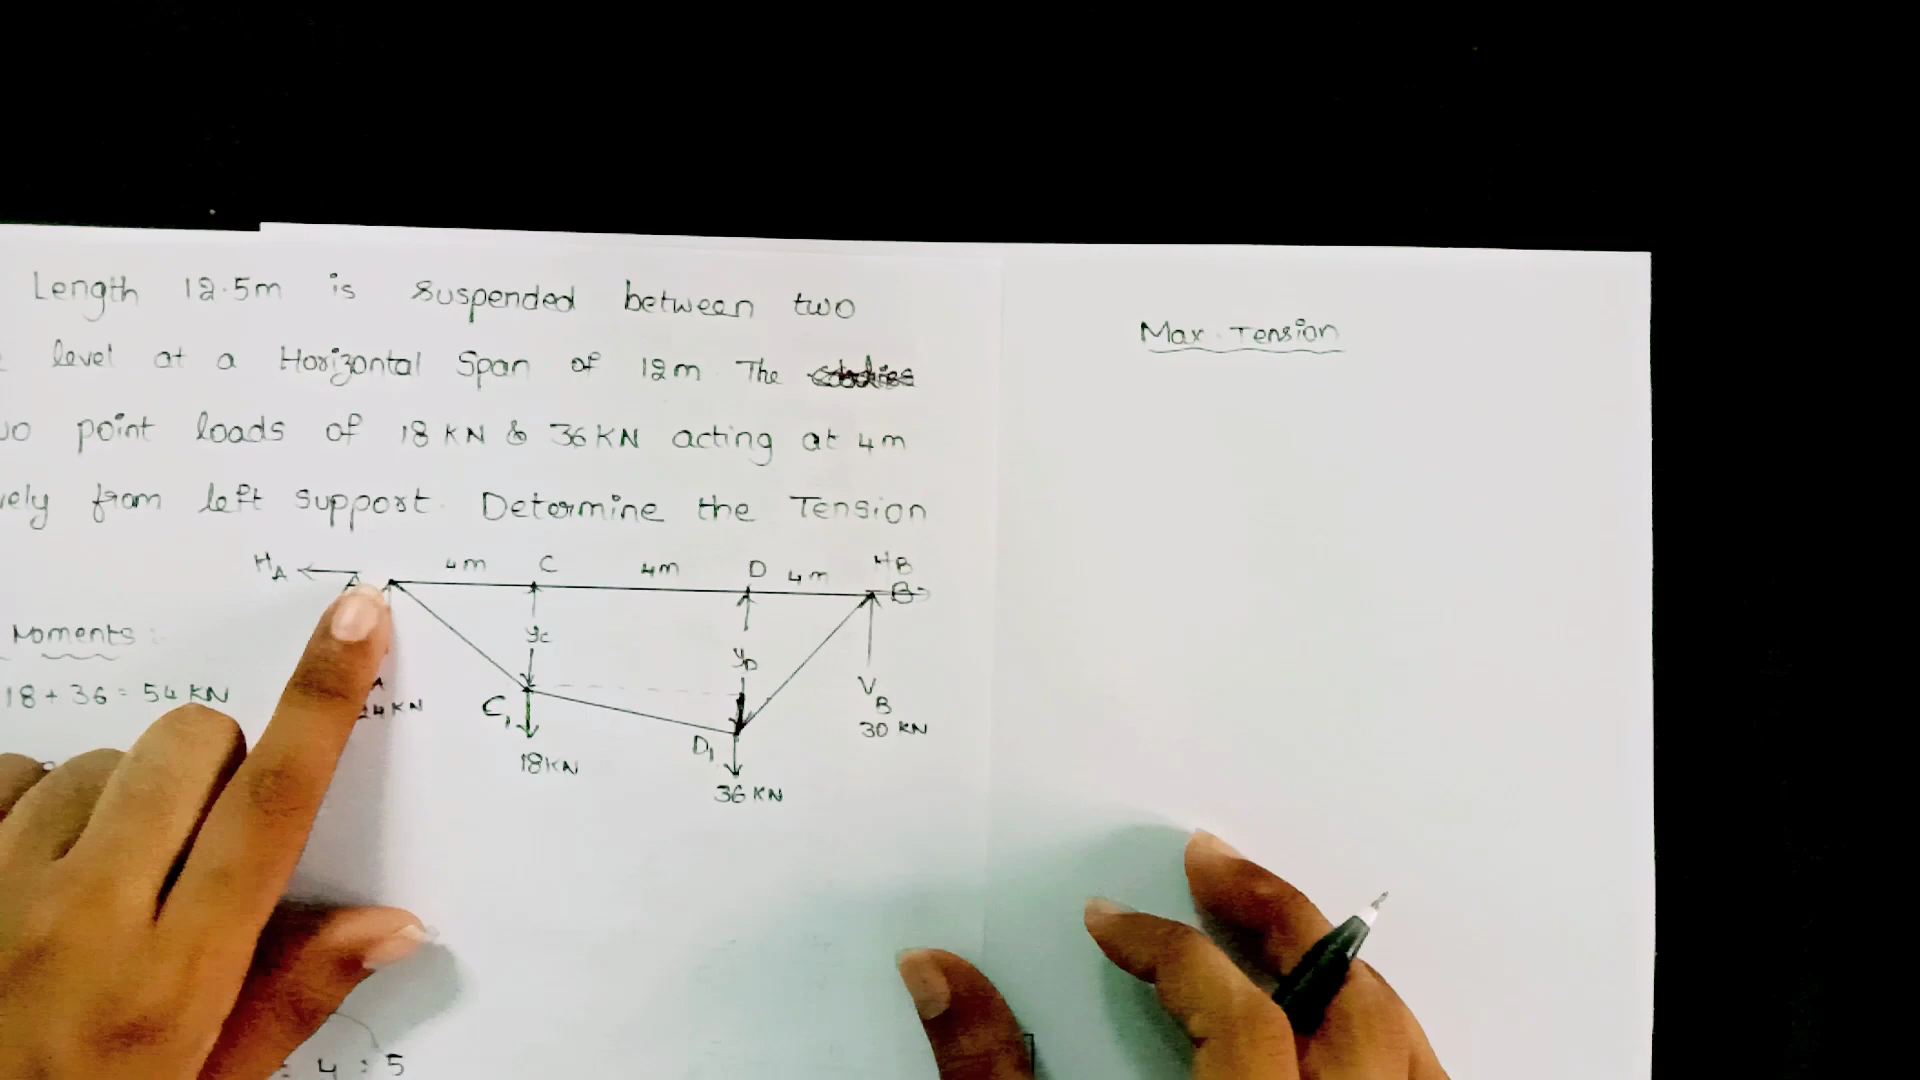 Length 12.5m is suspended between two
level at a Horizontal Span of 12m The
point loads of 18 KN & 36 KN acting at 4m
from left support. Determine the Tension
Max. Tension
HA 4m C 4m D 4m HB
B
Moments :
yc
yD
18 + 36 = 54 KN
VB
30 KN
C1
D1
18KN
36 KN
: 4 : 5